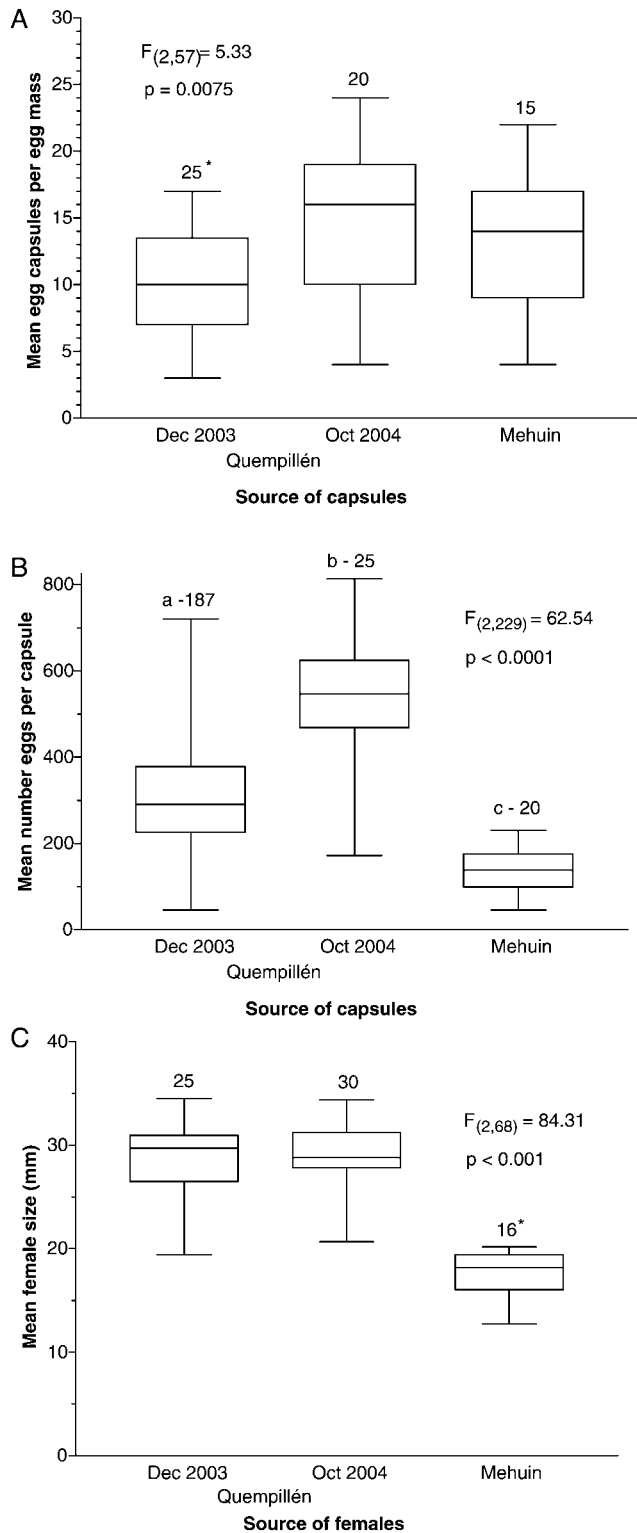 A
Mean egg capsules per egg mass
30
25
20
15
10
5
0
F(2,57) = 5.33
p = 0.0075
25 *
20
15
Dec 2003
Oct 2004
Mehuin
Quempillén
Source of capsules
B
Mean number eggs per capsule
800
600
400
200
0
a -187
b - 25
c - 20
F(2,229) = 62.54
p < 0.0001
Dec 2003
Oct 2004
Mehuin
Quempillén
Source of capsules
C
Mean female size (mm)
40
30
20
10
0
25
30
16*
F(2,68) = 84.31
p < 0.001
Dec 2003
Oct 2004
Mehuin
Quempillén
Source of females